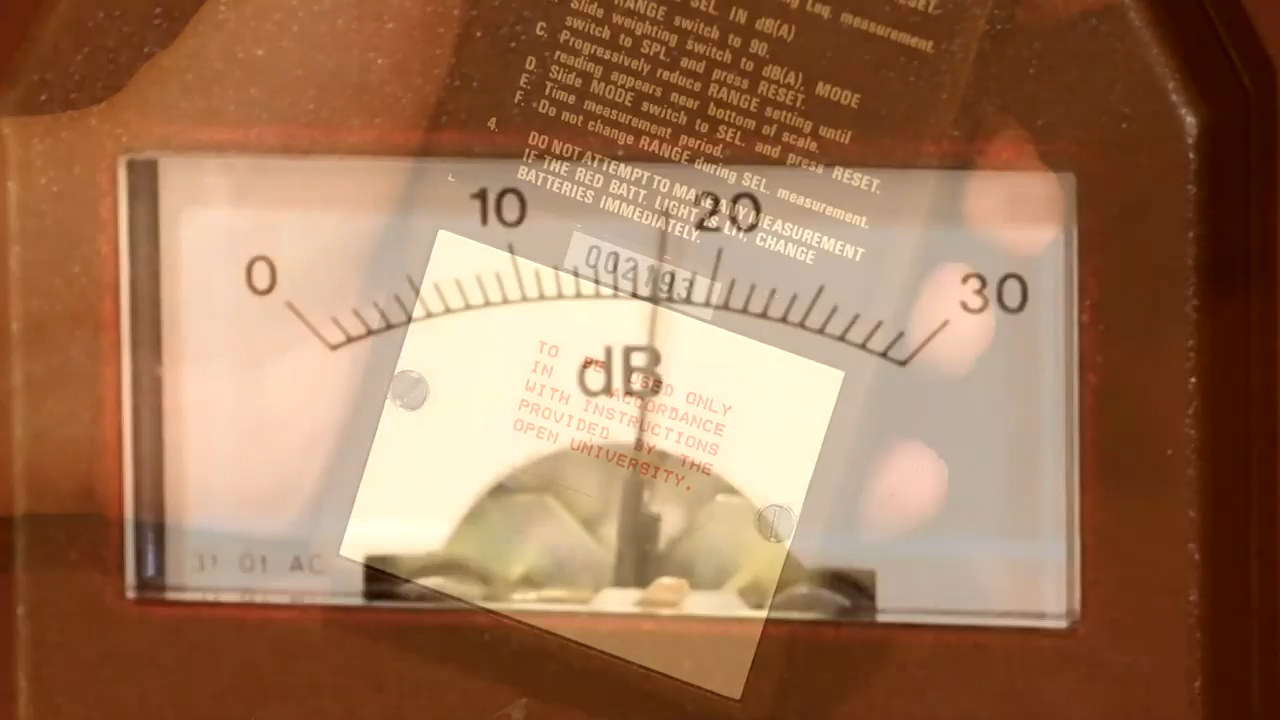 RESET.
Leq. measurement.
SEL IN dB(A)
RANGE switch to 90.
Slide weighting switch to dB(A), MODE
switch to SPL. and press RESET.
C. Progressively reduce RANGE setting until
reading appears near bottom of scale.
D. Slide MODE switch to SEL. and press RESET.
E. Time measurement period.
F. Do not change RANGE during SEL. measurement.
4. DO NOT ATTEMPT TO MAKE ANY MEASUREMENT
IF THE RED BATT. LIGHT IS LIT, CHANGE
BATTERIES IMMEDIATELY.
002193
0 10 20 30
dB
TO BE USED ONLY
IN ACCORDANCE
WITH INSTRUCTIONS
PROVIDED BY THE
OPEN UNIVERSITY.
31 01 AC